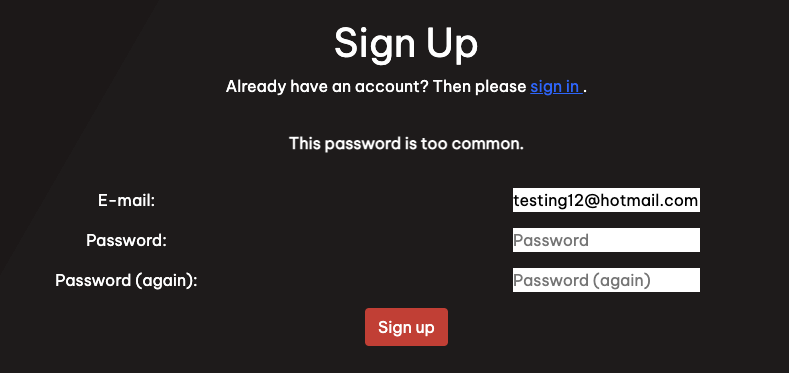 Sign Up
Already have an account? Then please sign in .
This password is too common.
E-mail: testing12@hotmail.com
Password: Password
Password (again): Password (again)
Sign up